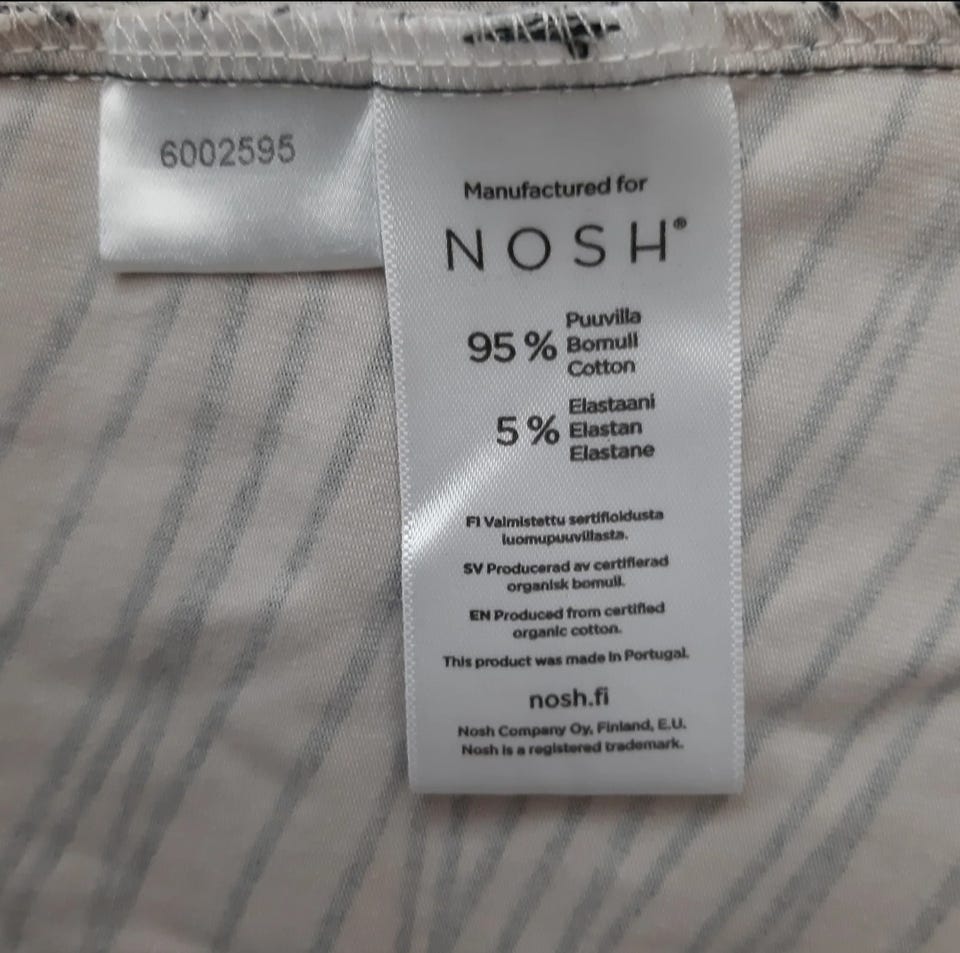 6002595
Manufactured for
NOSH®
95 % Puuvilla
Bomull
Cotton
5 % Elastaani
Elastan
Elastane
FI Valmistettu sertifioidusta
luomupuuvillasta.
SV Producerad av certifierad
organisk bomull.
EN Produced from certified
organic cotton.
This product was made in Portugal.
nosh.fi
Nosh Company Oy, Finland, E.U.
Nosh is a registered trademark.